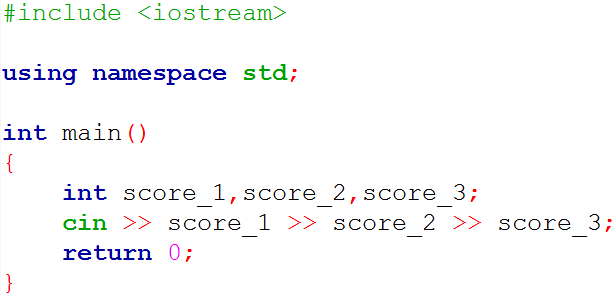 #include <iostream>
using namespace std;
int main()
{
    int score_1,score_2,score_3;
    cin >> score_1 >> score_2 >> score_3;
    return 0;
}